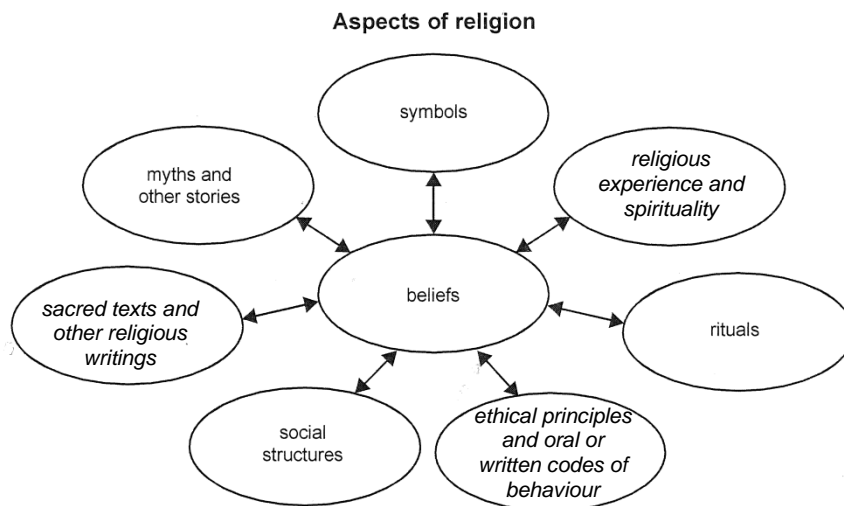 Aspects of religion
symbols
myths and
other stories
religious
experience and
spirituality
beliefs
sacred texts and
other religious
writings
rituals
social
structures
ethical principles
and oral or
written codes of
behaviour